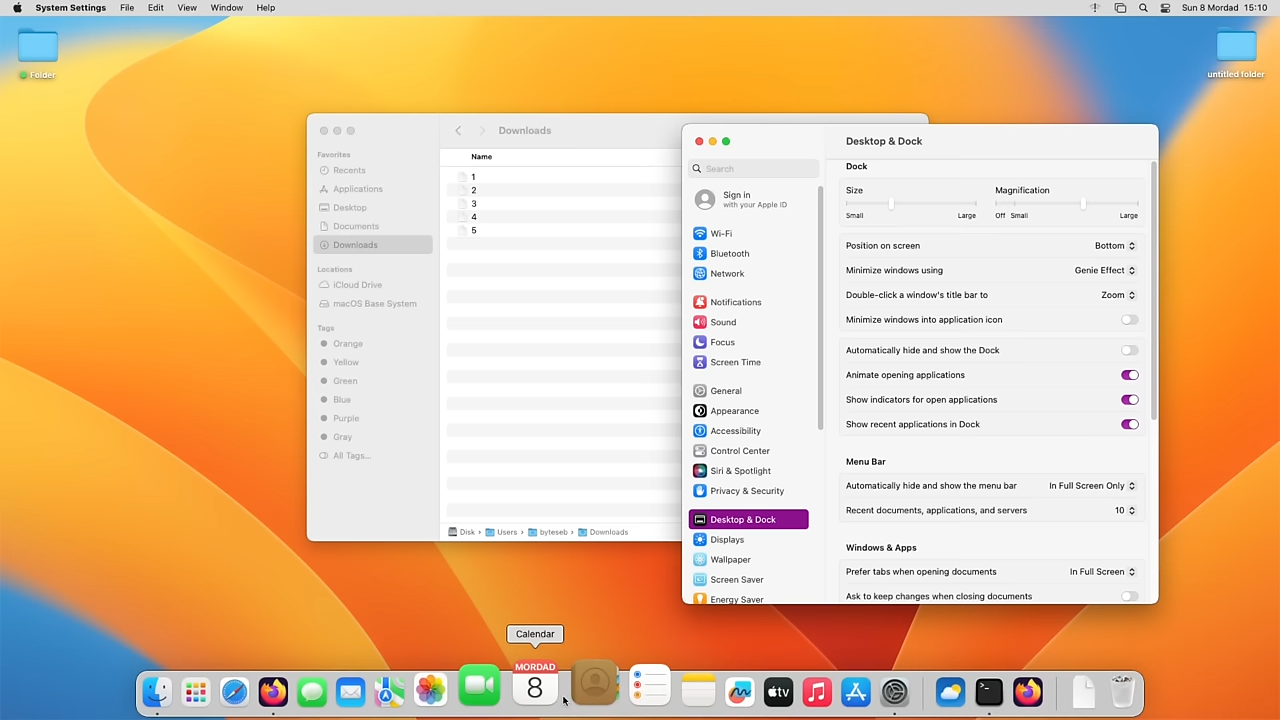 System Settings File Edit View Window Help Sun 8 Mordad 15:10
Folder
untitled folder
Downloads
Favorites
Recents
Applications
Desktop
Documents
Downloads
Locations
iCloud Drive
macOS Base System
Tags
Orange
Yellow
Green
Blue
Purple
Gray
All Tags...
Name
1
2
3
4
5
Disk › Users › byteseb › Downloads
Search
Sign in
with your Apple ID
Wi-Fi
Bluetooth
Network
Notifications
Sound
Focus
Screen Time
General
Appearance
Accessibility
Control Center
Siri & Spotlight
Privacy & Security
Desktop & Dock
Displays
Wallpaper
Screen Saver
Energy Saver
Desktop & Dock
Dock
Size Magnification
Small Large Off Small Large
Position on screen Bottom
Minimize windows using Genie Effect
Double-click a window's title bar to Zoom
Minimize windows into application icon
Automatically hide and show the Dock
Animate opening applications
Show indicators for open applications
Show recent applications in Dock
Menu Bar
Automatically hide and show the menu bar In Full Screen Only
Recent documents, applications, and servers 10
Windows & Apps
Prefer tabs when opening documents In Full Screen
Ask to keep changes when closing documents
Calendar
MORDAD
8
tv